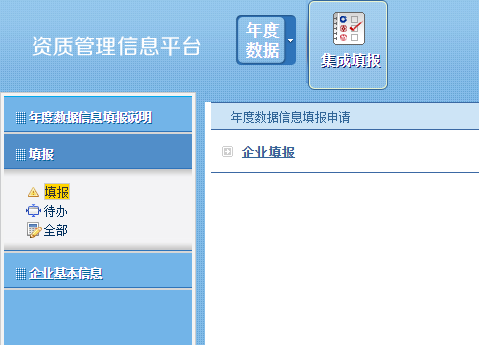 资质管理信息平台
年度
数据
集成填报
年度数据信息填报说明
填报
填报
待办
全部
企业基本信息
年度数据信息填报申请
企业填报